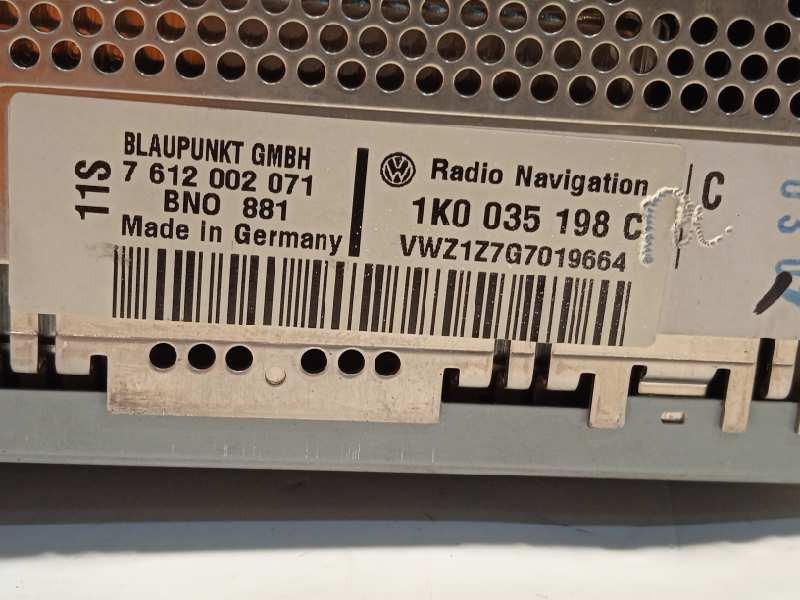 11S
BLAUPUNKT GMBH
7 612 002 071
BNO 881
Made in Germany
Radio Navigation
1K0 035 198 C
VWZ1Z7G7019664
C